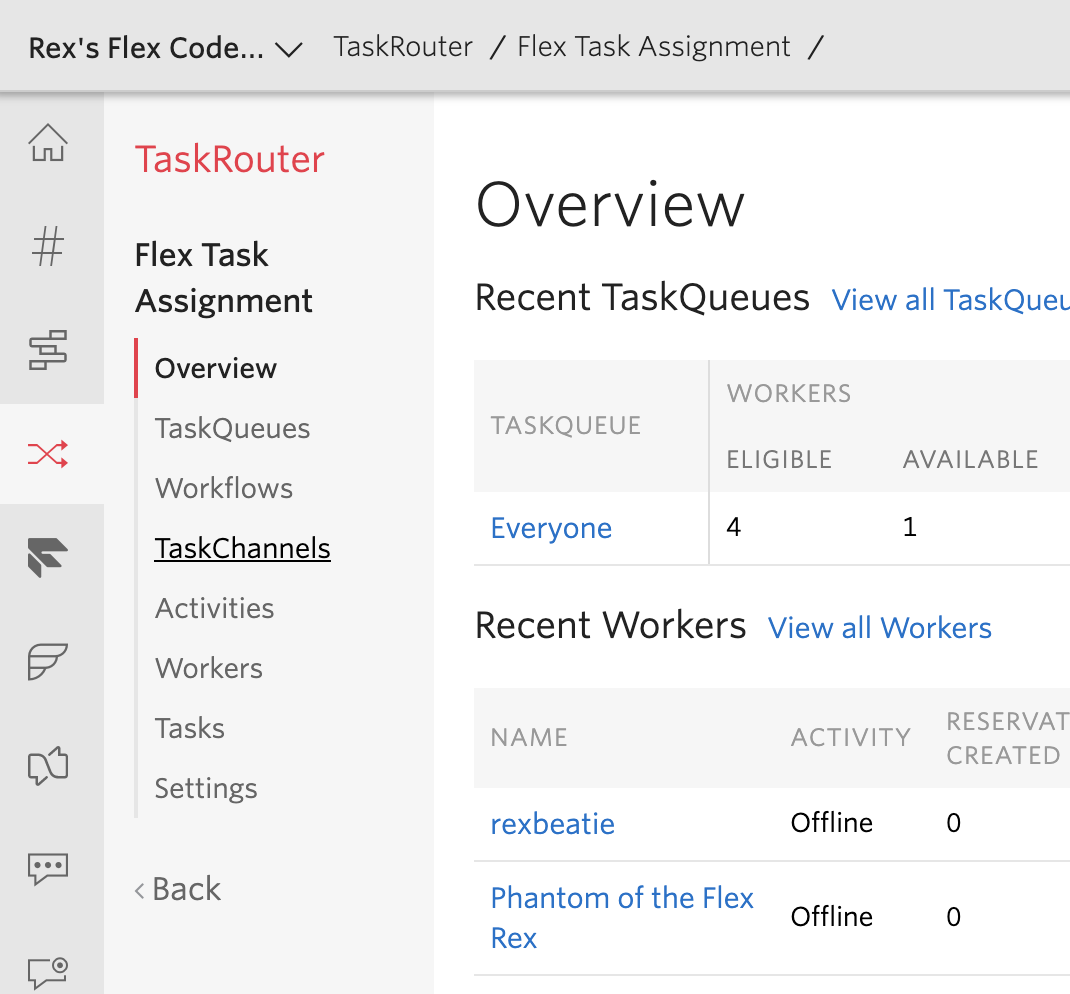 Rex's Flex Code... TaskRouter / Flex Task Assignment /
TaskRouter
Flex Task
Assignment
Overview
TaskQueues
Workflows
TaskChannels
Activities
Workers
Tasks
Settings
‹ Back
Overview
Recent TaskQueues View all TaskQueu
TASKQUEUE
WORKERS
ELIGIBLE AVAILABLE
Everyone 4 1
Recent Workers View all Workers
NAME ACTIVITY RESERVAT
CREATED
rexbeatie Offline 0
Phantom of the Flex
Rex Offline 0